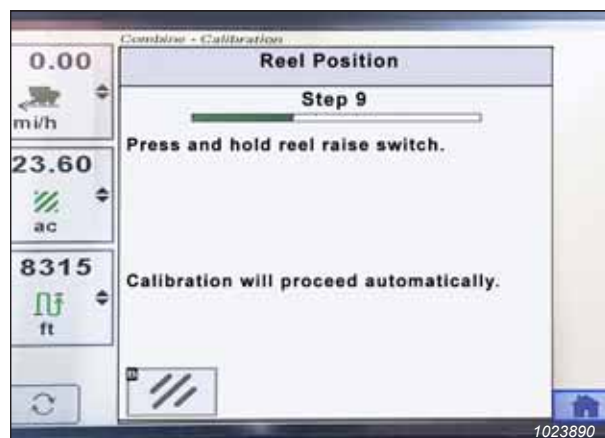 Combine - Calibration
0.00
mi/h
23.60
ac
8315
ft
Reel Position
Step 9
Press and hold reel raise switch.
Calibration will proceed automatically.
1023890